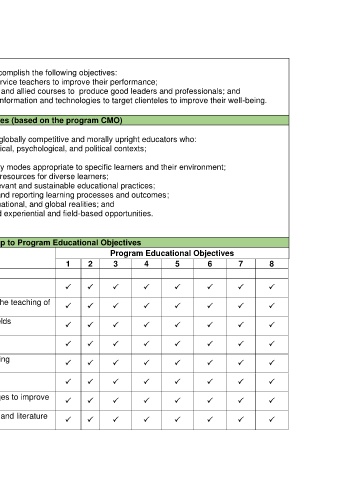 complish the following objectives:
rvice teachers to improve their performance;
and allied courses to produce good leaders and professionals; and
nformation and technologies to target clienteles to improve their well-being.
es (based on the program CMO)
globally competitive and morally upright educators who:
ical, psychological, and political contexts;
y modes appropriate to specific learners and their environment;
resources for diverse learners;
evant and sustainable educational practices;
and reporting learning processes and outcomes;
national, and global realities; and
d experiential and field-based opportunities.
p to Program Educational Objectives
Program Educational Objectives
1 2 3 4 5 6 7 8
✓ ✓ ✓ ✓ ✓ ✓ ✓ ✓
he teaching of ✓ ✓ ✓ ✓ ✓ ✓ ✓ ✓
elds ✓ ✓ ✓ ✓ ✓ ✓ ✓ ✓
✓ ✓ ✓ ✓ ✓ ✓ ✓ ✓
ing ✓ ✓ ✓ ✓ ✓ ✓ ✓ ✓
✓ ✓ ✓ ✓ ✓ ✓ ✓ ✓
es to improve ✓ ✓ ✓ ✓ ✓ ✓ ✓ ✓
and literature ✓ ✓ ✓ ✓ ✓ ✓ ✓ ✓